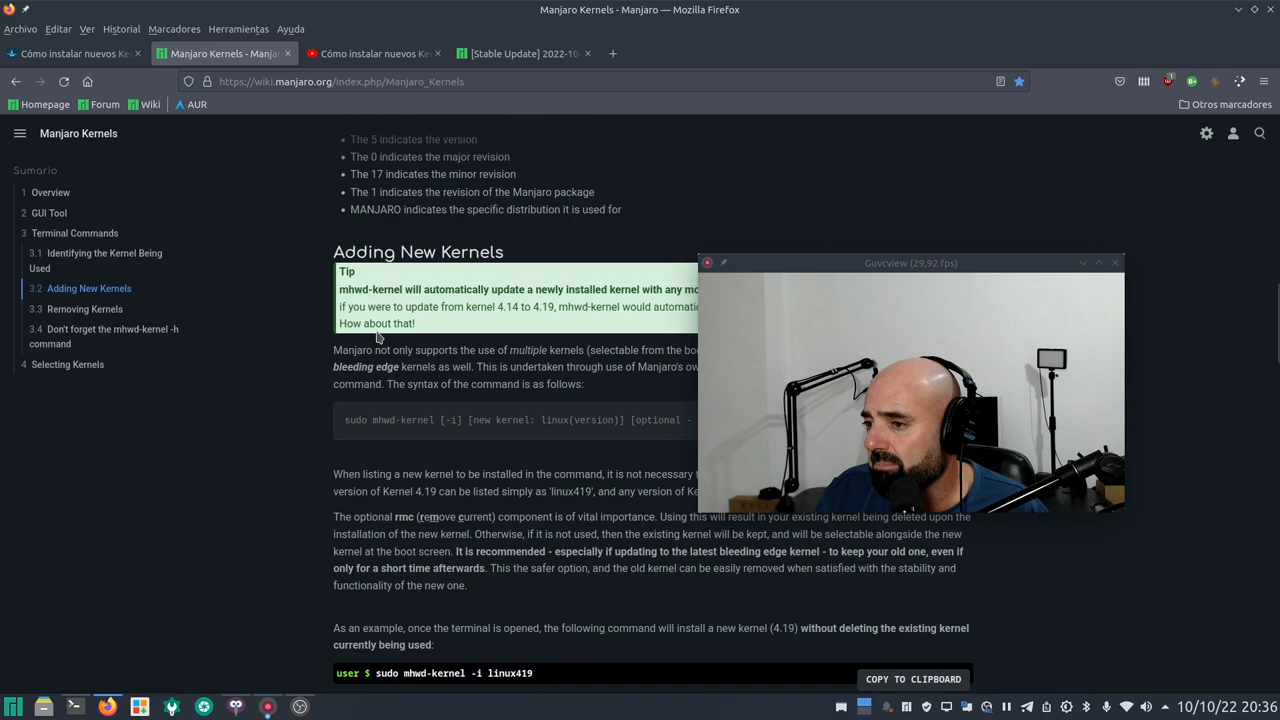 Manjaro Kernels - Manjaro — Mozilla Firefox
Archivo Editar Ver Historial Marcadores Herramientas Ayuda
Cómo instalar nuevos Ke
Manjaro Kernels - Manja
Cómo instalar nuevos Ke
[Stable Update] 2022-10-
https://wiki.manjaro.org/index.php/Manjaro_Kernels
Homepage Forum Wiki AUR Otros marcadores
Manjaro Kernels
Sumario
1 Overview
2 GUI Tool
3 Terminal Commands
3.1 Identifying the Kernel Being
Used
3.2 Adding New Kernels
3.3 Removing Kernels
3.4 Don't forget the mhwd-kernel -h
command
4 Selecting Kernels
• The 5 indicates the version
• The 0 indicates the major revision
• The 17 indicates the minor revision
• The 1 indicates the revision of the Manjaro package
• MANJARO indicates the specific distribution it is used for
Adding New Kernels
Tip
mhwd-kernel will automatically update a newly installed kernel with any mo
if you were to update from kernel 4.14 to 4.19, mhwd-kernel would automatic
How about that!
Manjaro not only supports the use of multiple kernels (selectable from the boo
bleeding edge kernels as well. This is undertaken through use of Manjaro's ow
command. The syntax of the command is as follows:
sudo mhwd-kernel [-i] [new kernel: linux(version)] [optional -
When listing a new kernel to be installed in the command, it is not necessary t
version of Kernel 4.19 can be listed simply as 'linux419', and any version of Ke
The optional rmc (remove current) component is of vital importance. Using this will result in your existing kernel being deleted upon the
installation of the new kernel. Otherwise, if it is not used, then the existing kernel will be kept, and will be selectable alongside the new
kernel at the boot screen. It is recommended - especially if updating to the latest bleeding edge kernel - to keep your old one, even if
only for a short time afterwards. This the safer option, and the old kernel can be easily removed when satisfied with the stability and
functionality of the new one.
As an example, once the terminal is opened, the following command will install a new kernel (4.19) without deleting the existing kernel
currently being used:
user $ sudo mhwd-kernel -i linux419
COPY TO CLIPBOARD
Guvcview (29,92 fps)
10/10/22 20:36